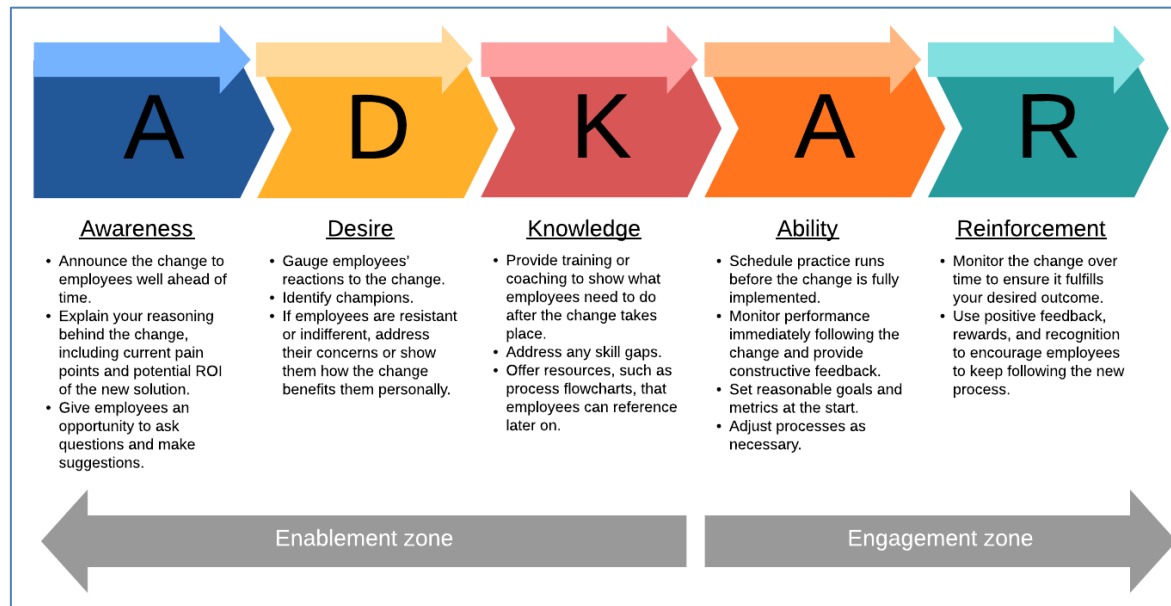 A
D
K
A
R
Awareness
• Announce the change to
employees well ahead of
time.
• Explain your reasoning
behind the change,
including current pain
points and potential ROI
of the new solution.
• Give employees an
opportunity to ask
questions and make
suggestions.
Desire
• Gauge employees’
reactions to the change.
• Identify champions.
• If employees are resistant
or indifferent, address
their concerns or show
them how the change
benefits them personally.
Knowledge
• Provide training or
coaching to show what
employees need to do
after the change takes
place.
• Address any skill gaps.
• Offer resources, such as
process flowcharts, that
employees can reference
later on.
Ability
• Schedule practice runs
before the change is fully
implemented.
• Monitor performance
immediately following the
change and provide
constructive feedback.
• Set reasonable goals and
metrics at the start.
• Adjust processes as
necessary.
Reinforcement
• Monitor the change over
time to ensure it fulfills
your desired outcome.
• Use positive feedback,
rewards, and recognition
to encourage employees
to keep following the new
process.
Enablement zone
Engagement zone